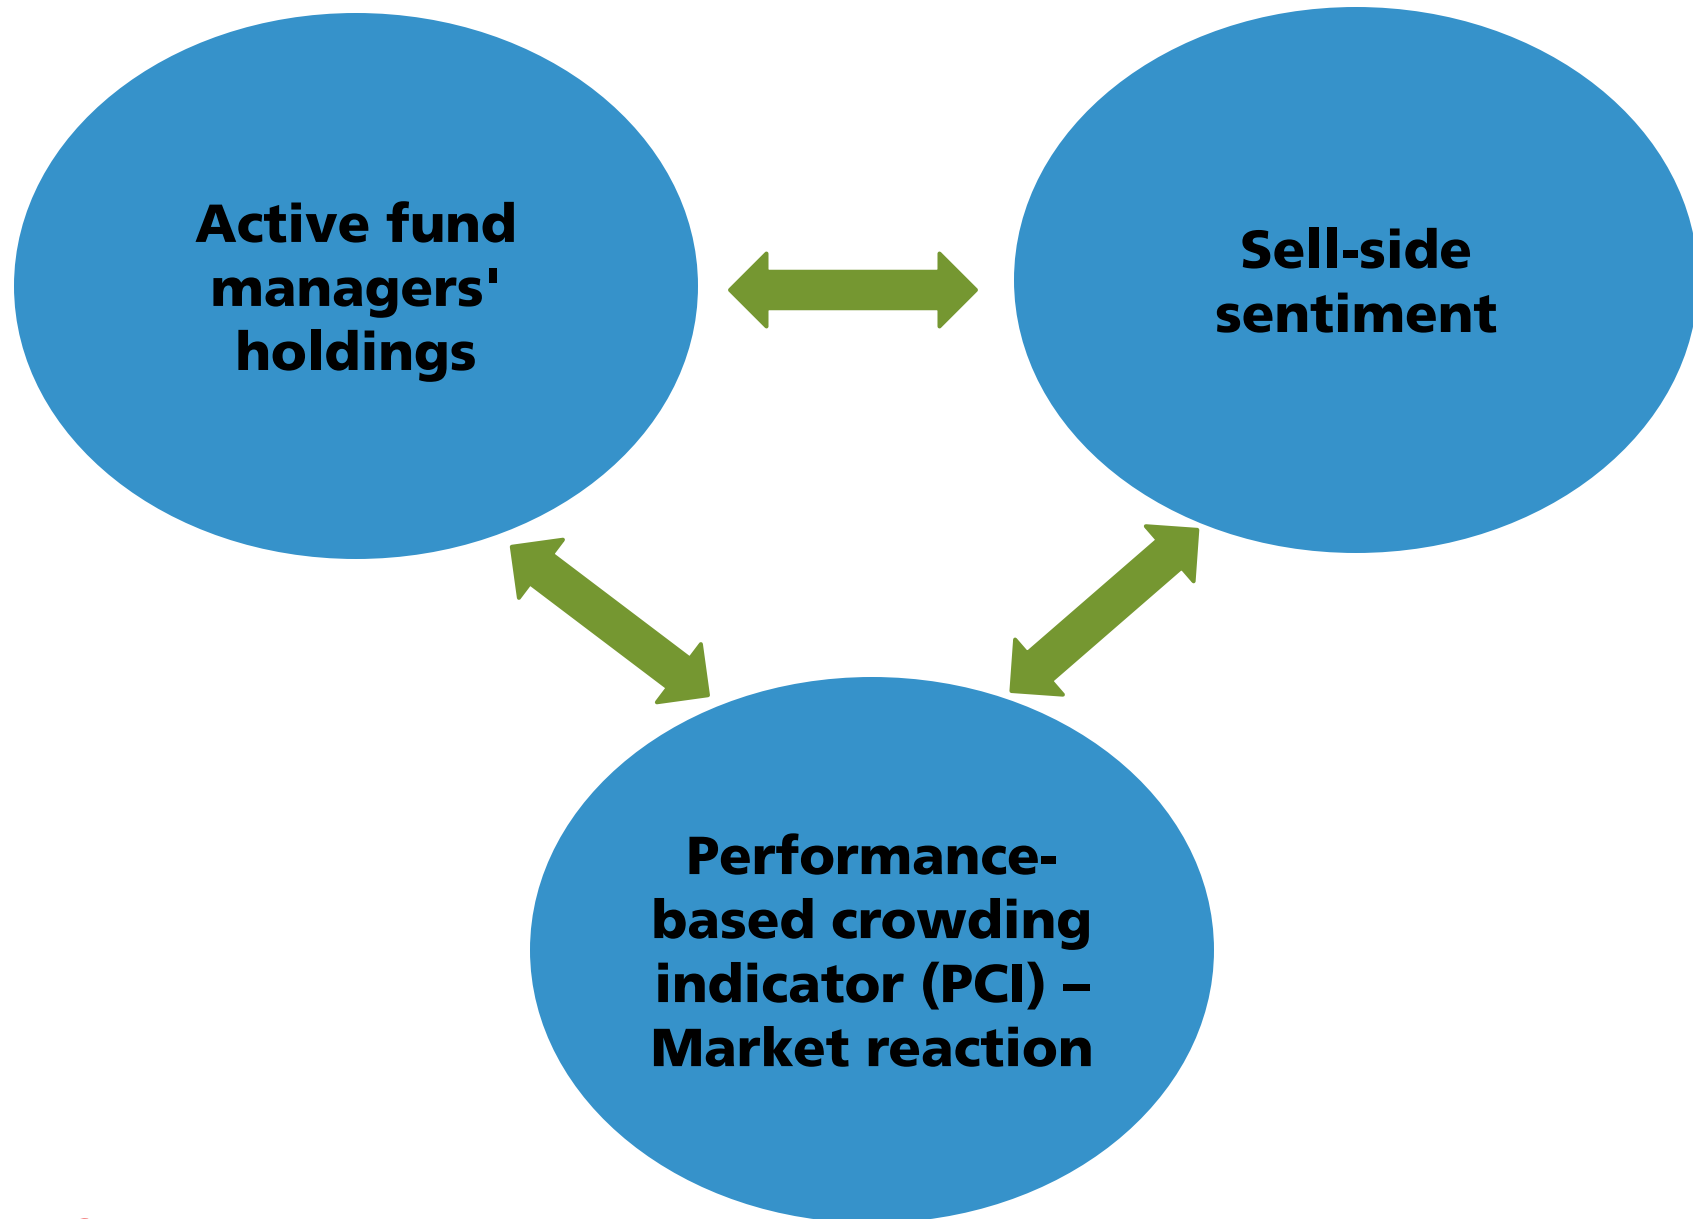 Active fund
managers'
holdings
Sell-side
sentiment
Performance-
based crowding
indicator (PCI) –
Market reaction